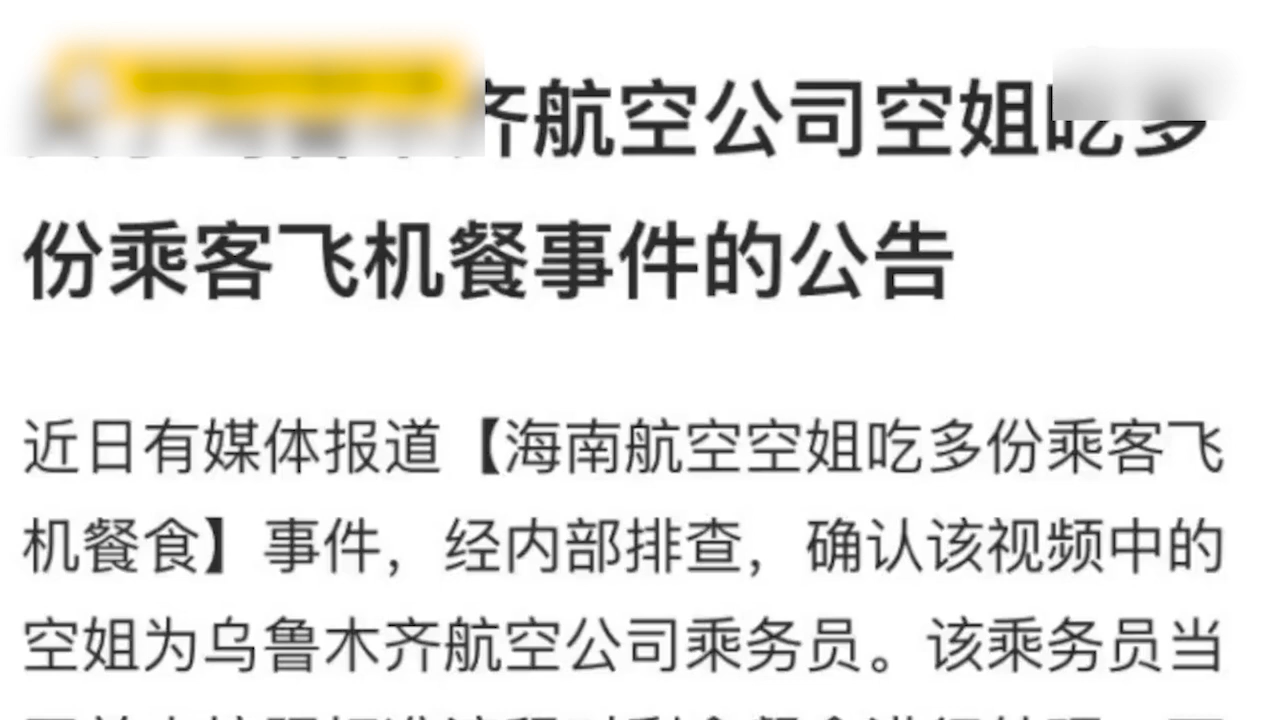 齐航空公司空姐吃多
份乘客飞机餐事件的公告
近日有媒体报道【海南航空空姐吃多份乘客飞
机餐食】事件，经内部排查，确认该视频中的
空姐为乌鲁木齐航空公司乘务员。该乘务员当